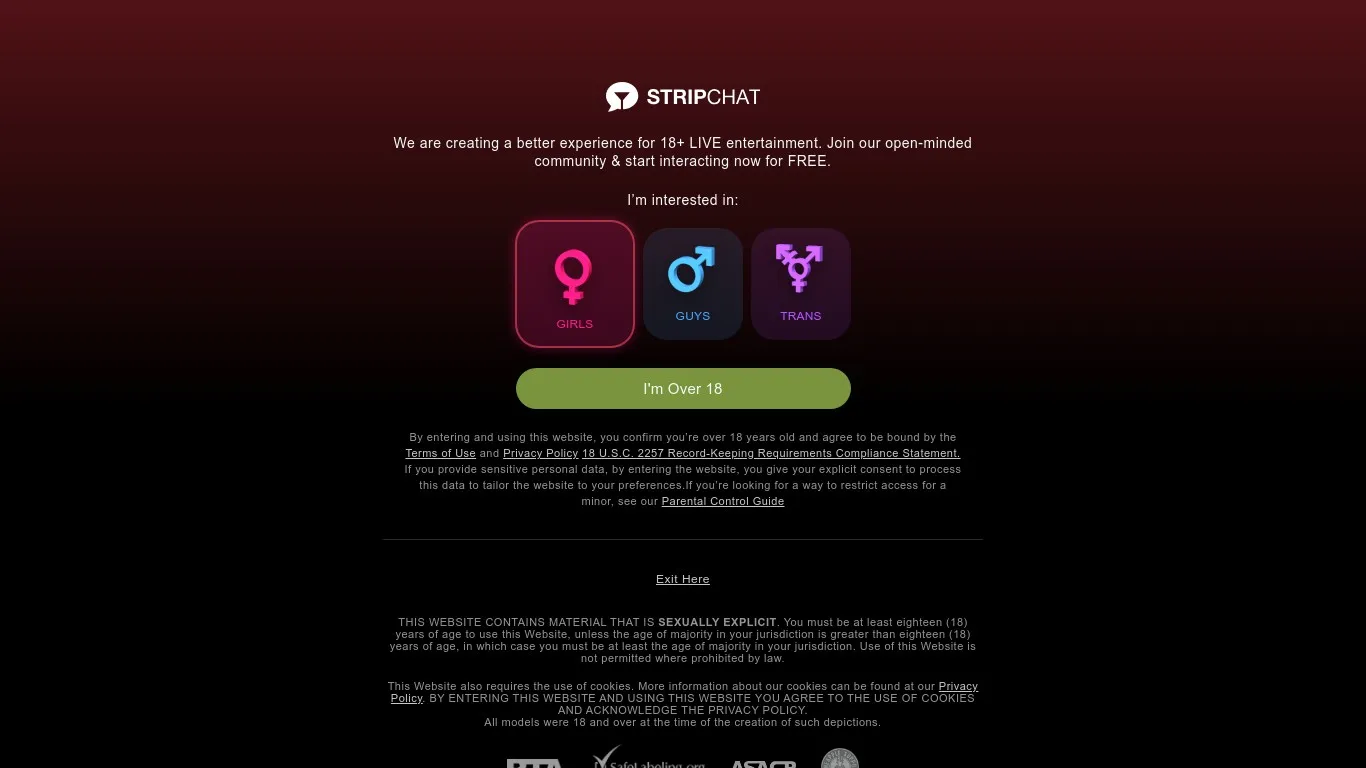 STRIPCHAT
We are creating a better experience for 18+ LIVE entertainment. Join our open-minded
community & start interacting now for FREE.
I’m interested in:
GIRLS
GUYS
TRANS
I'm Over 18
By entering and using this website, you confirm you’re over 18 years old and agree to be bound by the
Terms of Use and Privacy Policy 18 U.S.C. 2257 Record-Keeping Requirements Compliance Statement.
If you provide sensitive personal data, by entering the website, you give your explicit consent to process
this data to tailor the website to your preferences.If you’re looking for a way to restrict access for a
minor, see our Parental Control Guide
Exit Here
THIS WEBSITE CONTAINS MATERIAL THAT IS SEXUALLY EXPLICIT. You must be at least eighteen (18)
years of age to use this Website, unless the age of majority in your jurisdiction is greater than eighteen (18)
years of age, in which case you must be at least the age of majority in your jurisdiction. Use of this Website is
not permitted where prohibited by law.
This Website also requires the use of cookies. More information about our cookies can be found at our Privacy
Policy. BY ENTERING THIS WEBSITE AND USING THIS WEBSITE YOU AGREE TO THE USE OF COOKIES
AND ACKNOWLEDGE THE PRIVACY POLICY.
All models were 18 and over at the time of the creation of such depictions.
RTA
SafeLabeling.org
ASACP